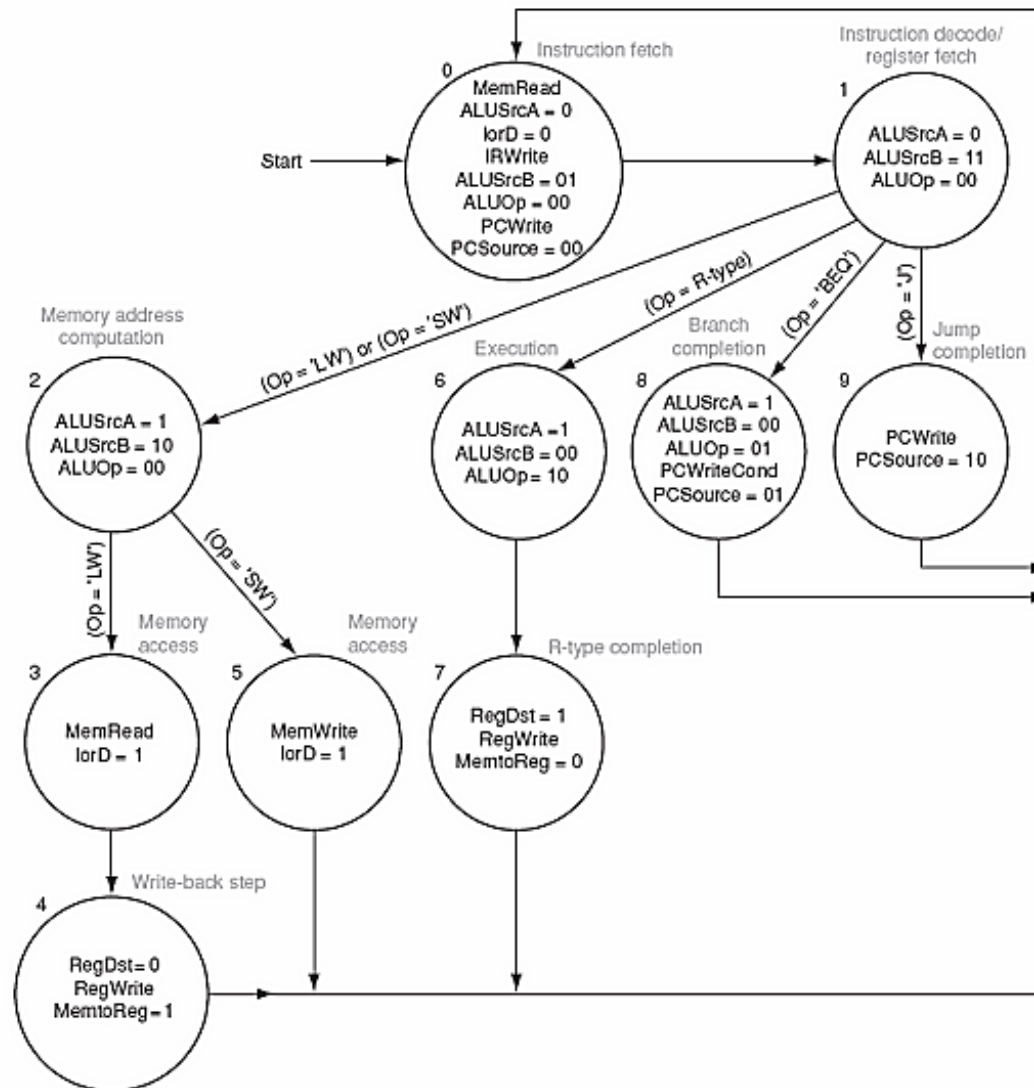 Instruction fetch
0
MemRead
ALUSrcA = 0
IorD = 0
IRWrite
ALUSrcB = 01
ALUOp = 00
PCWrite
PCSource = 00
Start
Instruction decode/
register fetch
1
ALUSrcA = 0
ALUSrcB = 11
ALUOp = 00
(Op = 'LW') or (Op = 'SW')
(Op = R-type)
(Op = 'BEQ')
(Op = 'J')
Memory address
computation
2
ALUSrcA = 1
ALUSrcB = 10
ALUOp = 00
Execution
6
ALUSrcA =1
ALUSrcB = 00
ALUOp= 10
Branch
completion
8
ALUSrcA = 1
ALUSrcB = 00
ALUOp = 01
PCWriteCond
PCSource = 01
Jump
completion
9
PCWrite
PCSource = 10
(Op = 'LW')
(Op = 'SW')
Memory
access
3
MemRead
IorD = 1
Memory
access
5
MemWrite
IorD = 1
R-type completion
7
RegDst = 1
RegWrite
MemtoReg = 0
Write-back step
4
RegDst= 0
RegWrite
MemtoReg=1